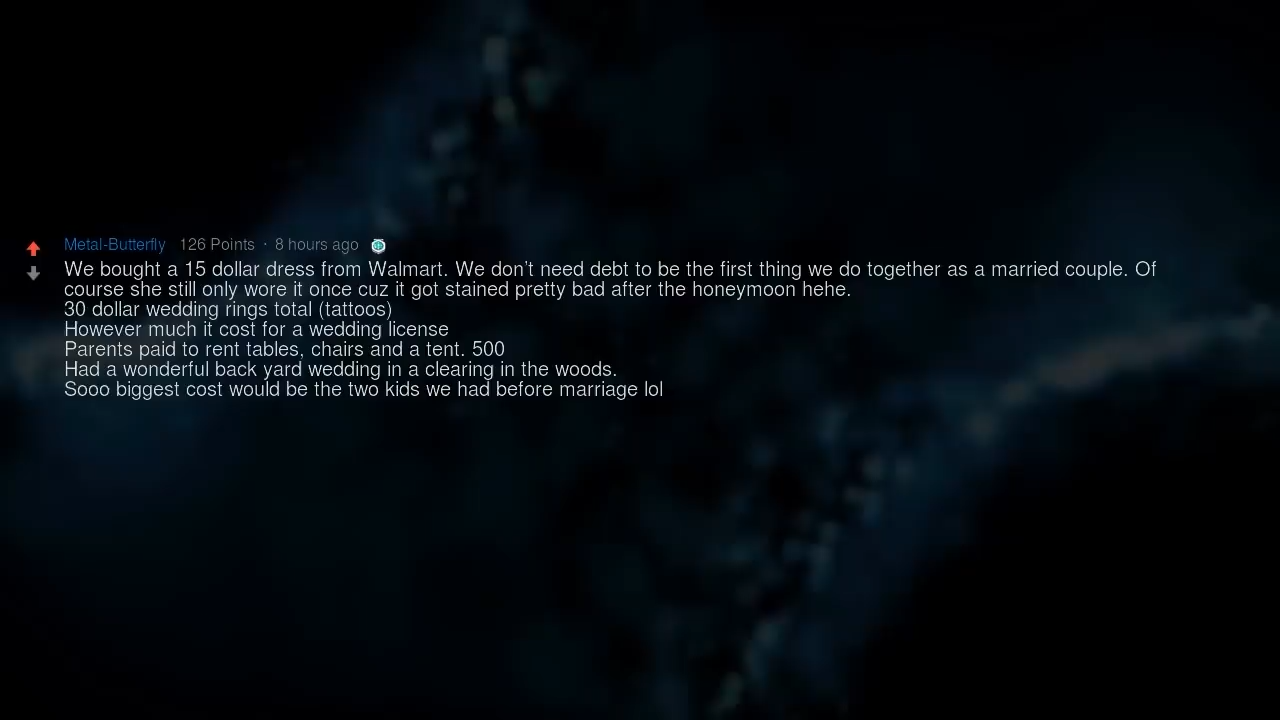 Metal-Butterfly 126 Points · 8 hours ago
We bought a 15 dollar dress from Walmart. We don't need debt to be the first thing we do together as a married couple. Of
course she still only wore it once cuz it got stained pretty bad after the honeymoon hehe.
30 dollar wedding rings total (tattoos)
However much it cost for a wedding license
Parents paid to rent tables, chairs and a tent. 500
Had a wonderful back yard wedding in a clearing in the woods.
Sooo biggest cost would be the two kids we had before marriage lol